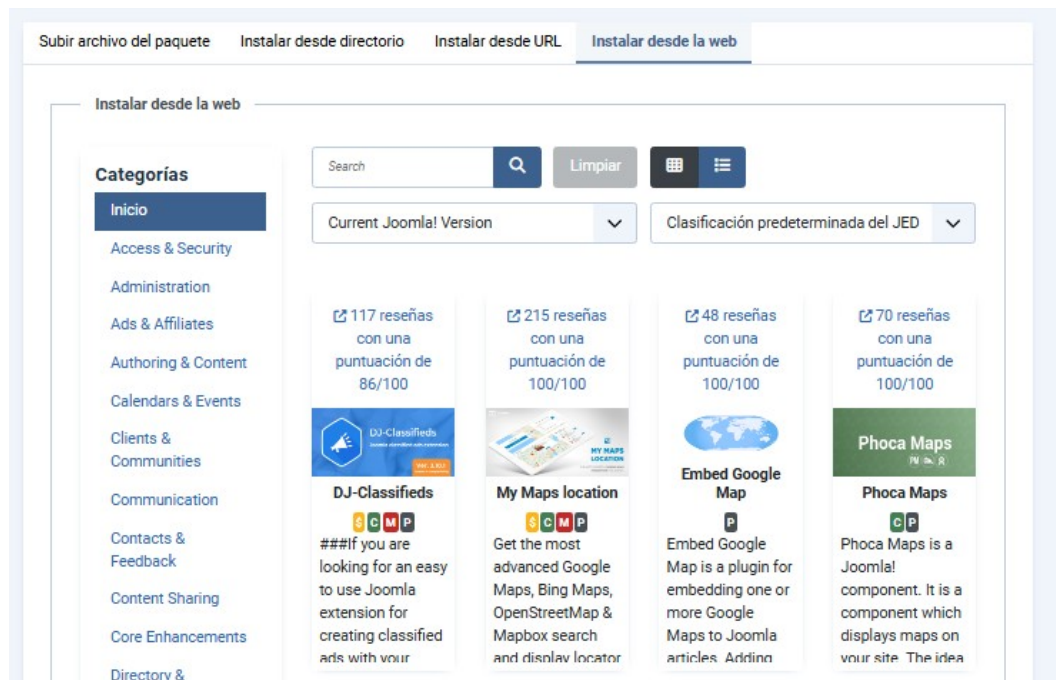 Subir archivo del paquete Instalar desde directorio Instalar desde URL Instalar desde la web
Instalar desde la web
Categorías
Inicio
Access & Security
Administration
Ads & Affiliates
Authoring & Content
Calendars & Events
Clients &
Communities
Communication
Contacts &
Feedback
Content Sharing
Core Enhancements
Directory &
Search
Limpiar
Current Joomla! Version
Clasificación predeterminada del JED
117 reseñas
con una
puntuación de
86/100
DJ-Classifieds
DJ-Classifieds
$ C M P
###If you are
looking for an easy
to use Joomla
extension for
creating classified
ads with your
215 reseñas
con una
puntuación de
100/100
MY MAPS
LOCATION
My Maps location
$ C M P
Get the most
advanced Google
Maps, Bing Maps,
OpenStreetMap &
Mapbox search
and display locator
48 reseñas
con una
puntuación de
100/100
Embed Google
Map
P
Embed Google
Map is a plugin for
embedding one or
more Google
Maps to Joomla
articles. Adding
70 reseñas
con una
puntuación de
100/100
Phoca Maps
Phoca Maps
C P
Phoca Maps is a
Joomla!
component. It is a
component which
displays maps on
your site. The idea